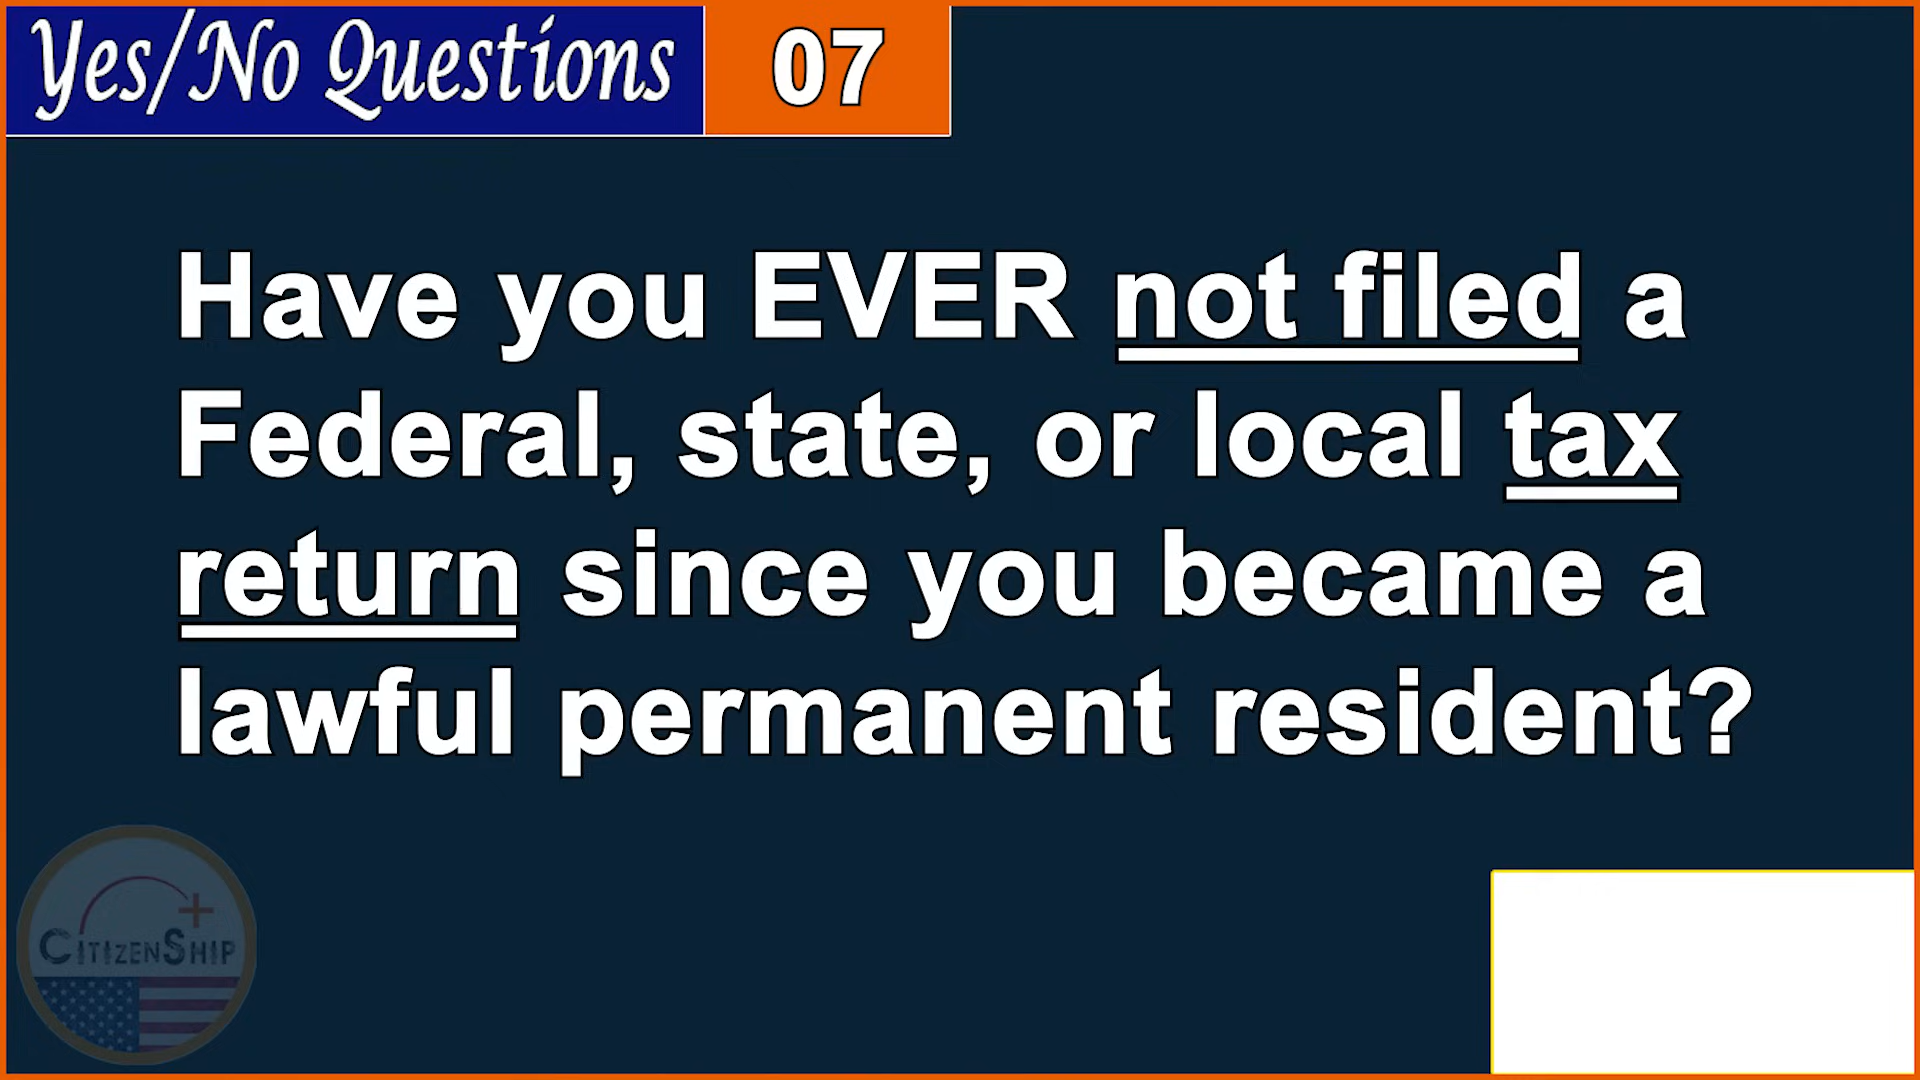 Yes/No Questions
07
Have you EVER not filed a
Federal, state, or local tax
return since you became a
lawful permanent resident?
CITIZENSHIP